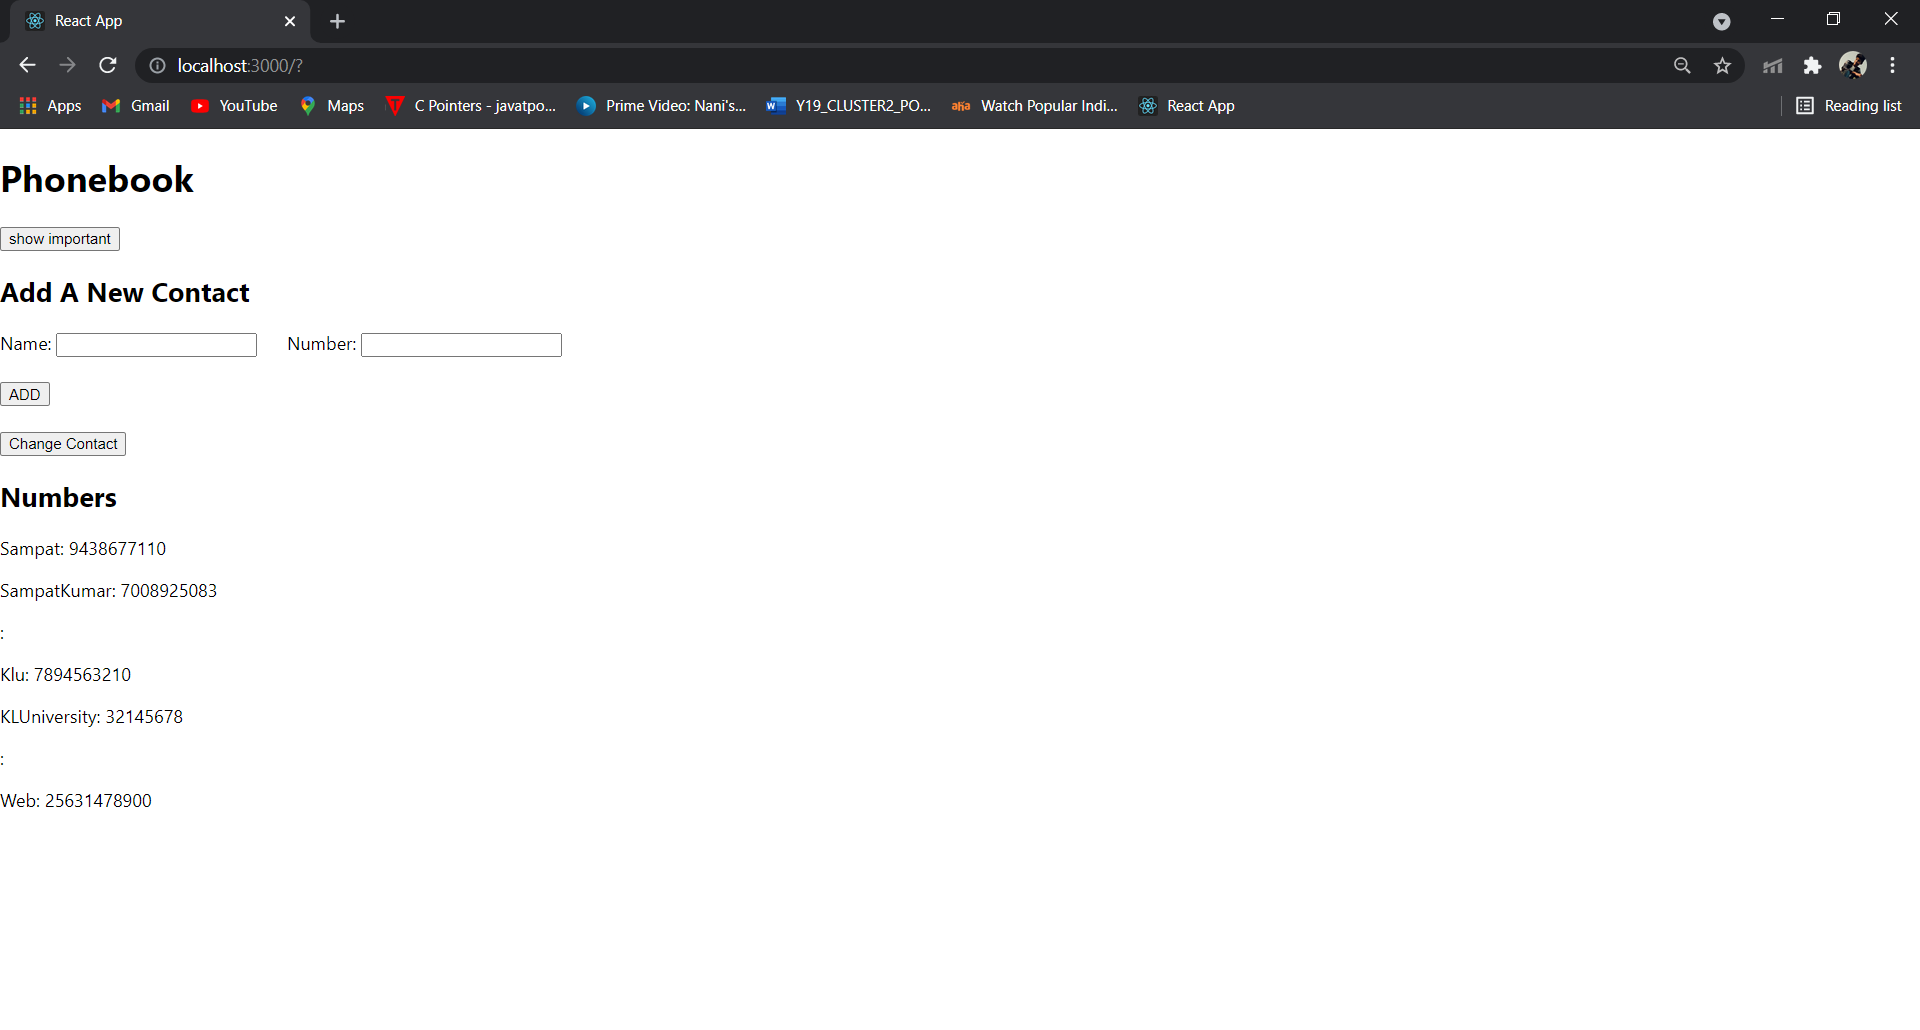 React App
localhost:3000/?
Apps Gmail YouTube Maps C Pointers - javatpo... Prime Video: Nani's... Y19_CLUSTER2_PO... aha Watch Popular Indi... React App Reading list
Phonebook
show important
Add A New Contact
Name: Number:
ADD
Change Contact
Numbers
Sampat: 9438677110
SampatKumar: 7008925083
:
Klu: 7894563210
KLUniversity: 32145678
:
Web: 25631478900